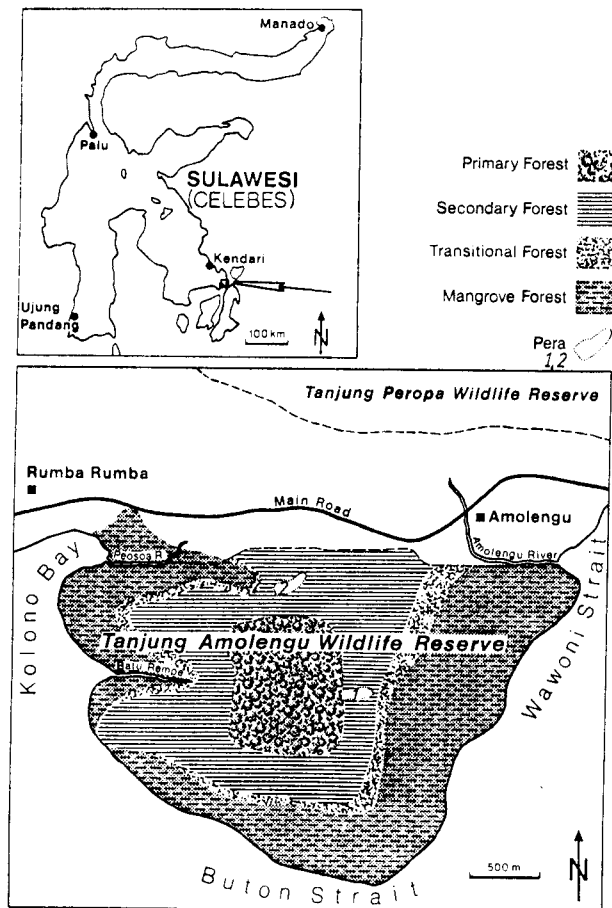 Manado
Palu
SULAWESI
(CELEBES)
Kendari
Ujung
Pandang
100 km
N
Primary Forest
Secondary Forest
Transitional Forest
Mangrove Forest
Pera
1,2
Tanjung Peropa Wildlife Reserve
Rumba Rumba
Main Road
Amolengu
Peosoa R.
Amolengu River
Kolono Bay
Tanjung Amolengu Wildlife Reserve
Wawoni Strait
500 m
N
Buton Strait